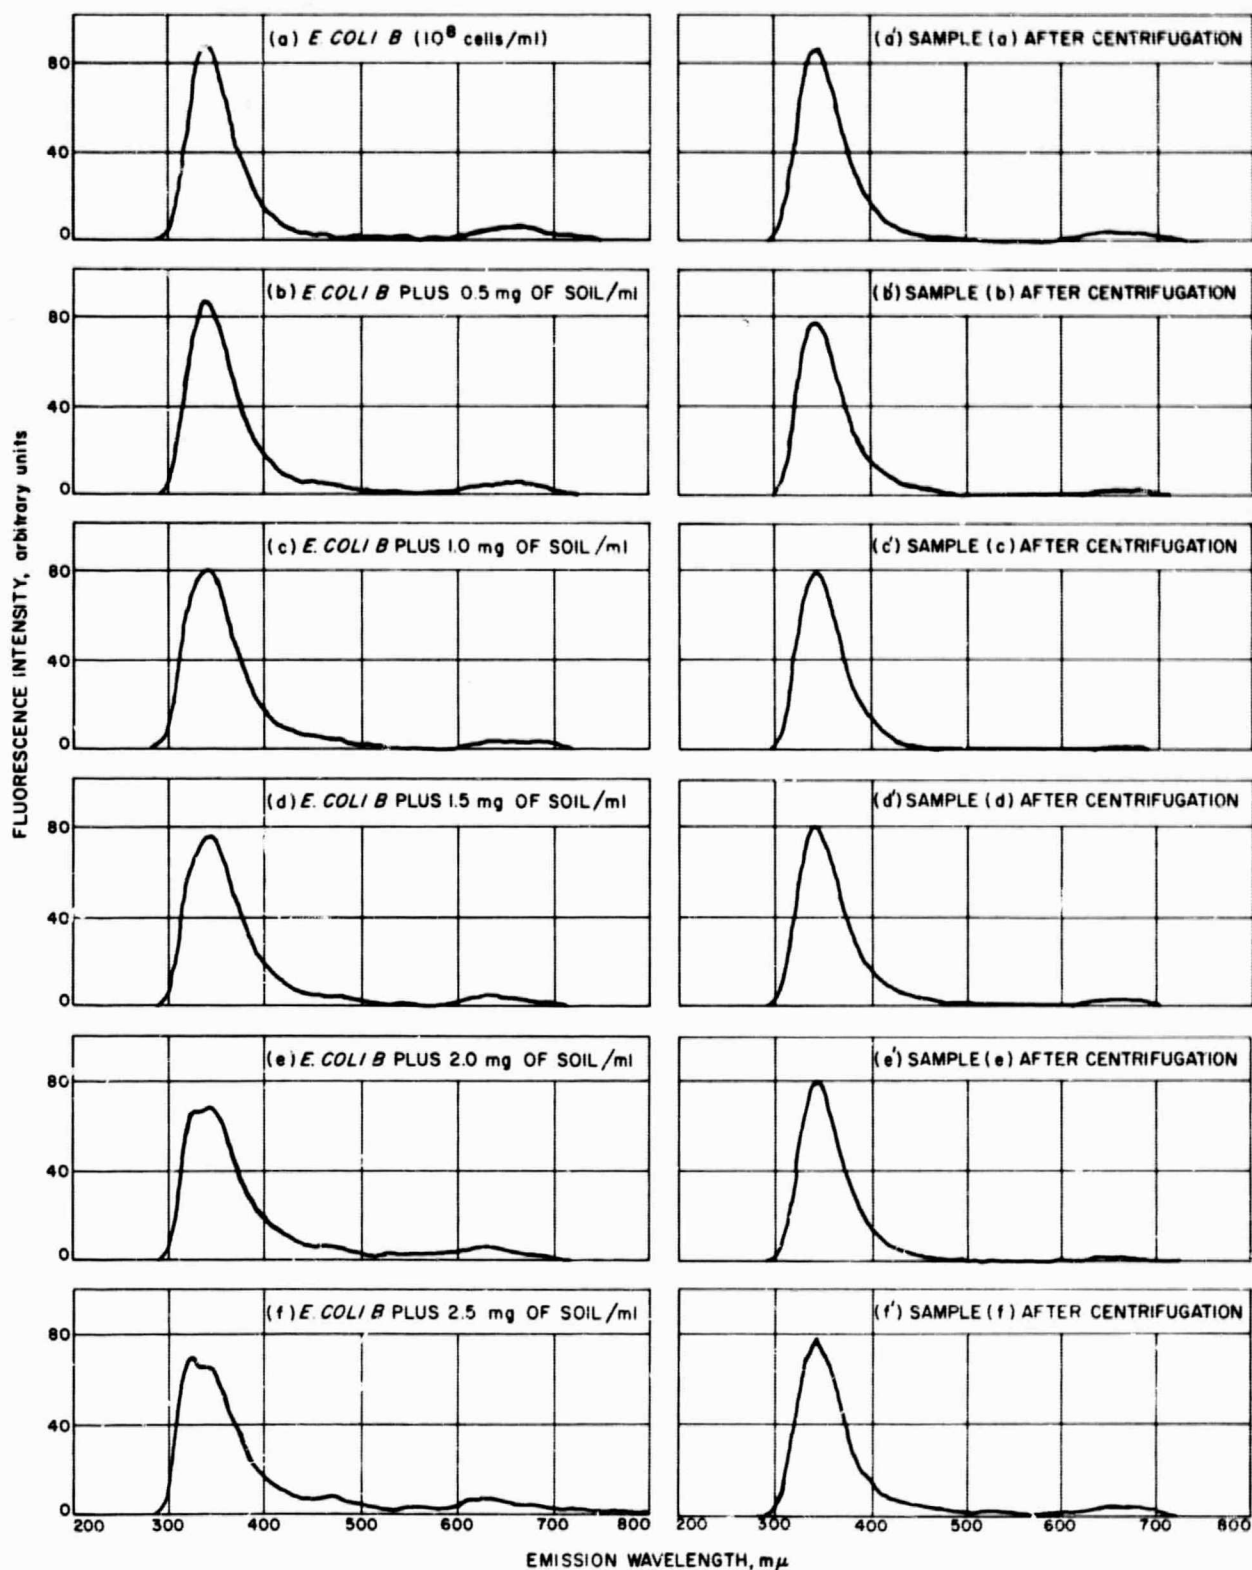 (a) E COLI B (10⁸ cells/ml)
(a') SAMPLE (a) AFTER CENTRIFUGATION
80
40
0
(b) E. COLI B PLUS 0.5 mg OF SOIL/ml
(b') SAMPLE (b) AFTER CENTRIFUGATION
80
40
0
(c) E. COLI B PLUS 1.0 mg OF SOIL/ml
(c') SAMPLE (c) AFTER CENTRIFUGATION
80
40
0
(d) E. COLI B PLUS 1.5 mg OF SOIL/ml
(d') SAMPLE (d) AFTER CENTRIFUGATION
80
40
0
(e) E. COLI B PLUS 2.0 mg OF SOIL/ml
(e') SAMPLE (e) AFTER CENTRIFUGATION
80
40
0
(f) E. COLI B PLUS 2.5 mg OF SOIL/ml
(f') SAMPLE (f) AFTER CENTRIFUGATION
80
40
0
200 300 400 500 600 700 800
200 300 400 500 600 700 800
FLUORESCENCE INTENSITY, arbitrary units
EMISSION WAVELENGTH, mμ